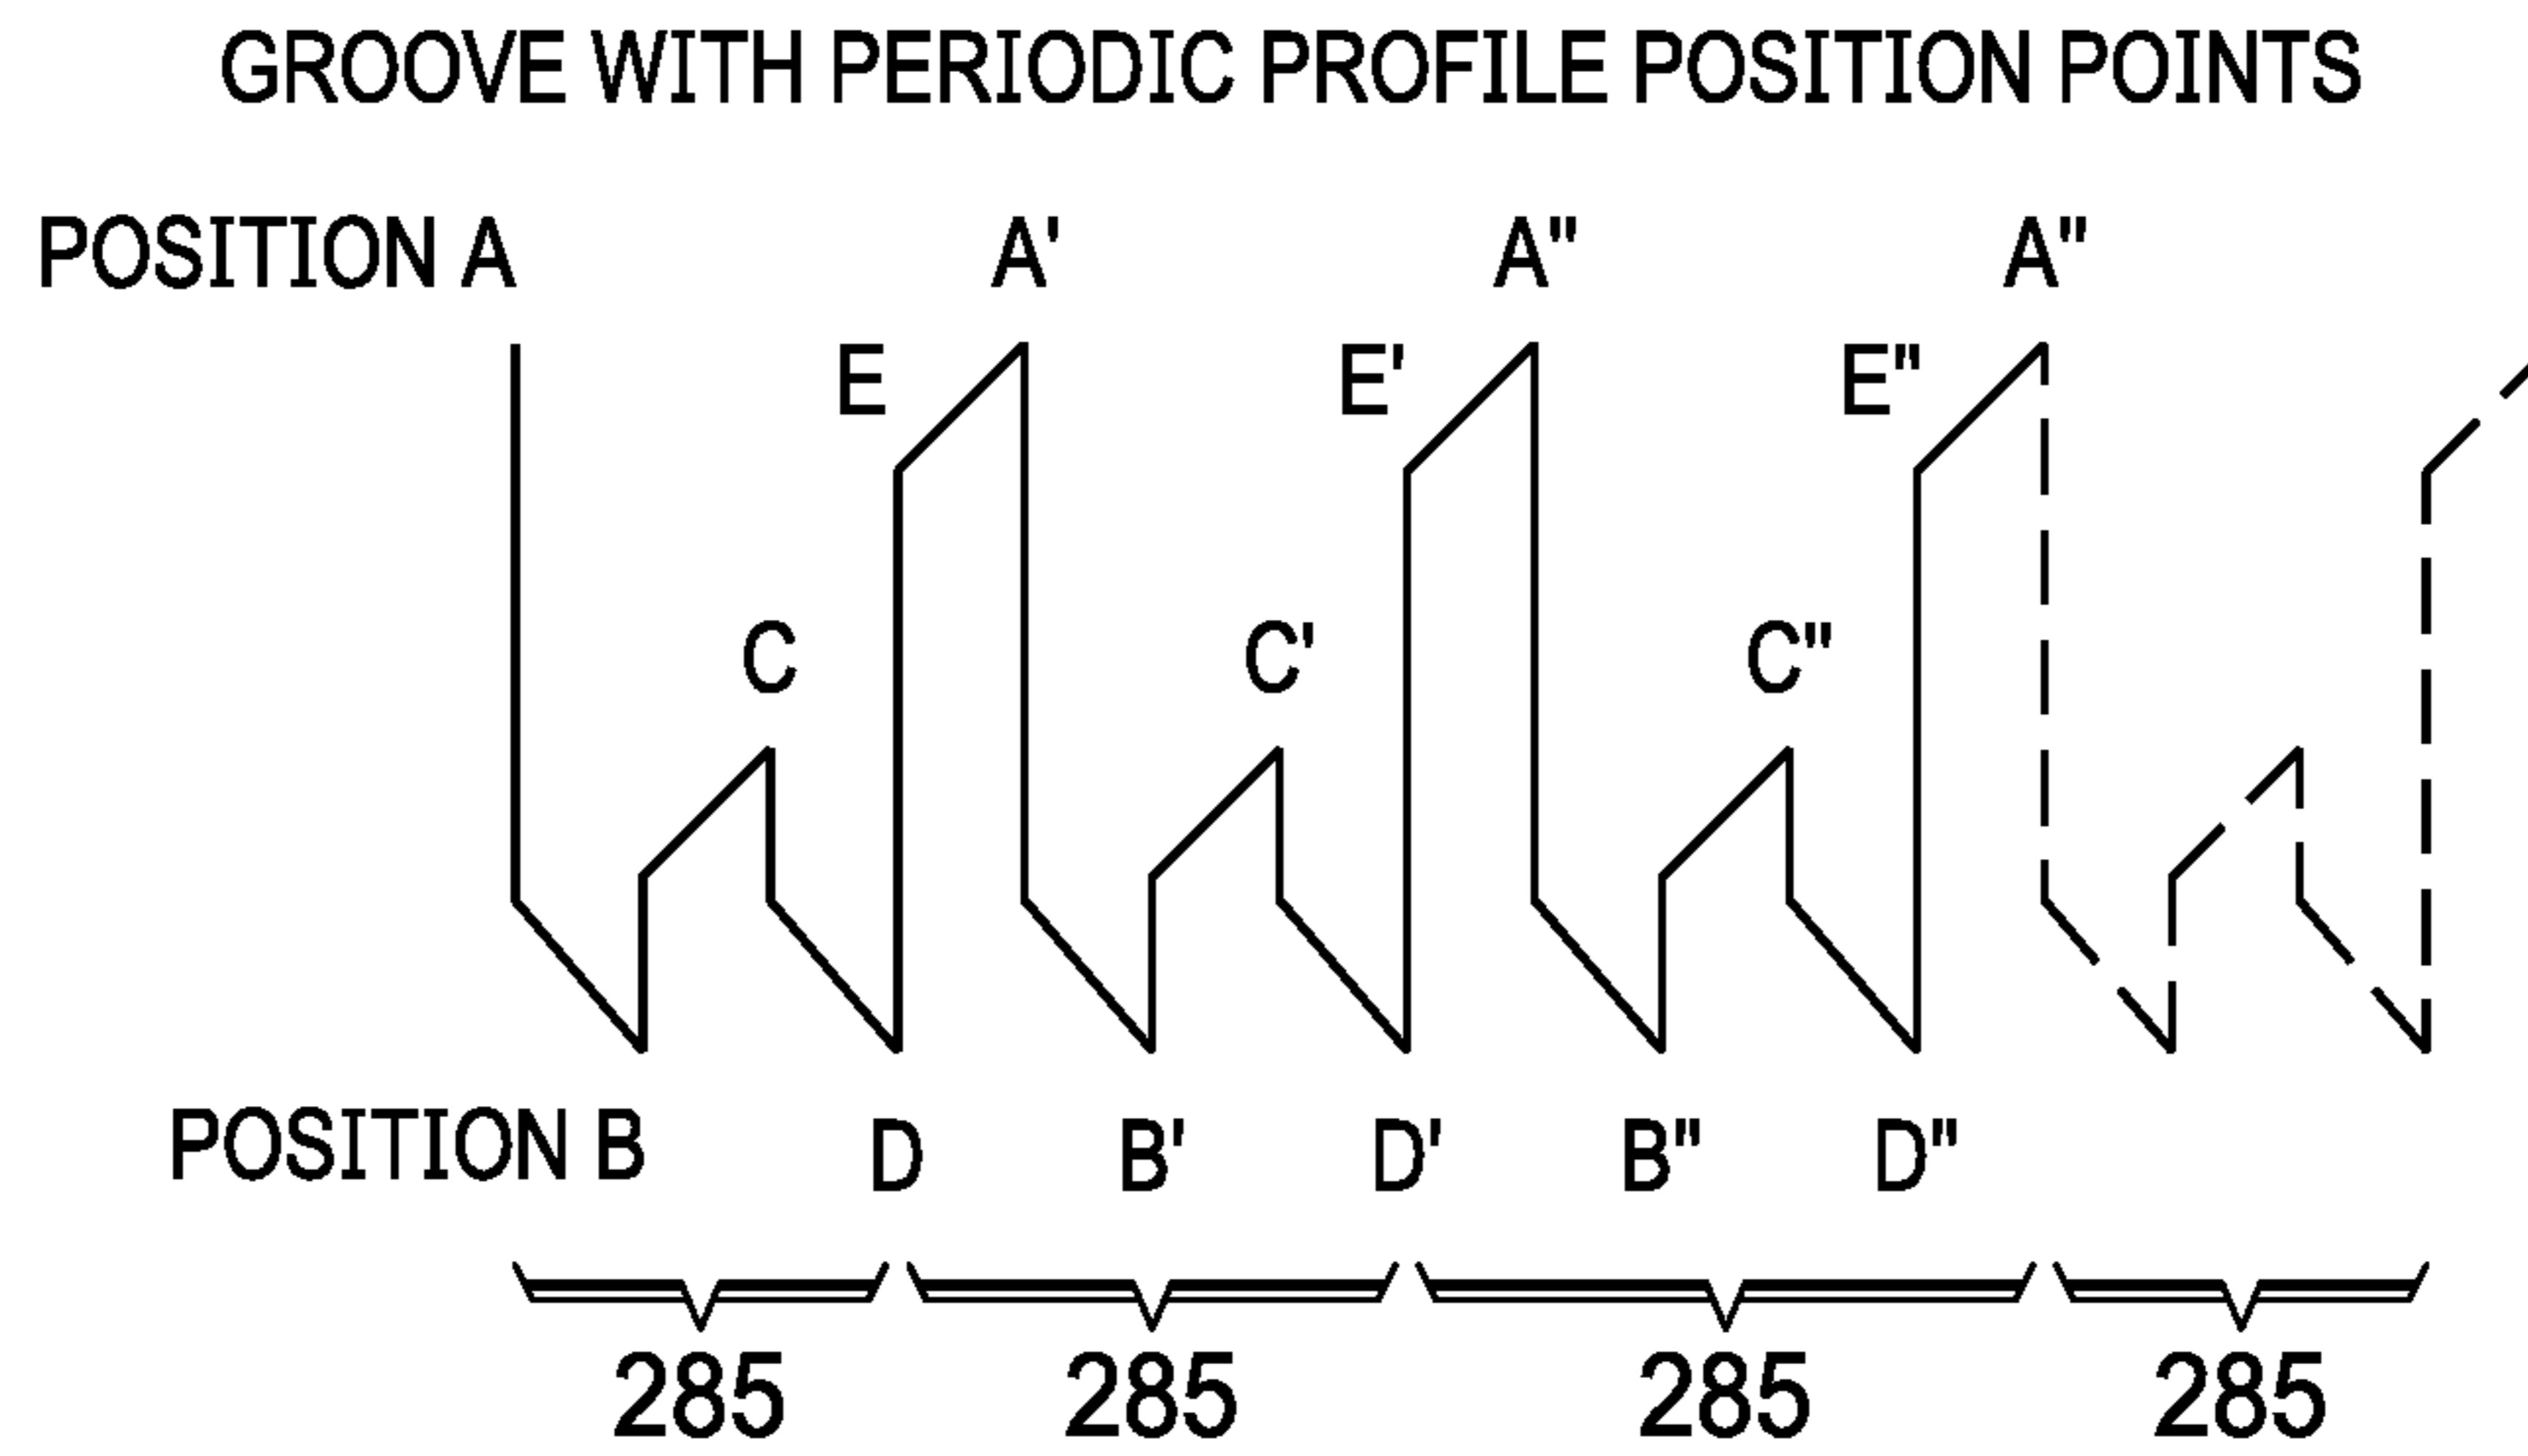 GROOVE WITH PERIODIC PROFILE POSITION POINTS
POSITION A A' A" A"
E E' E"
C C' C"
POSITION B D B' D' B" D"
285 285 285 285